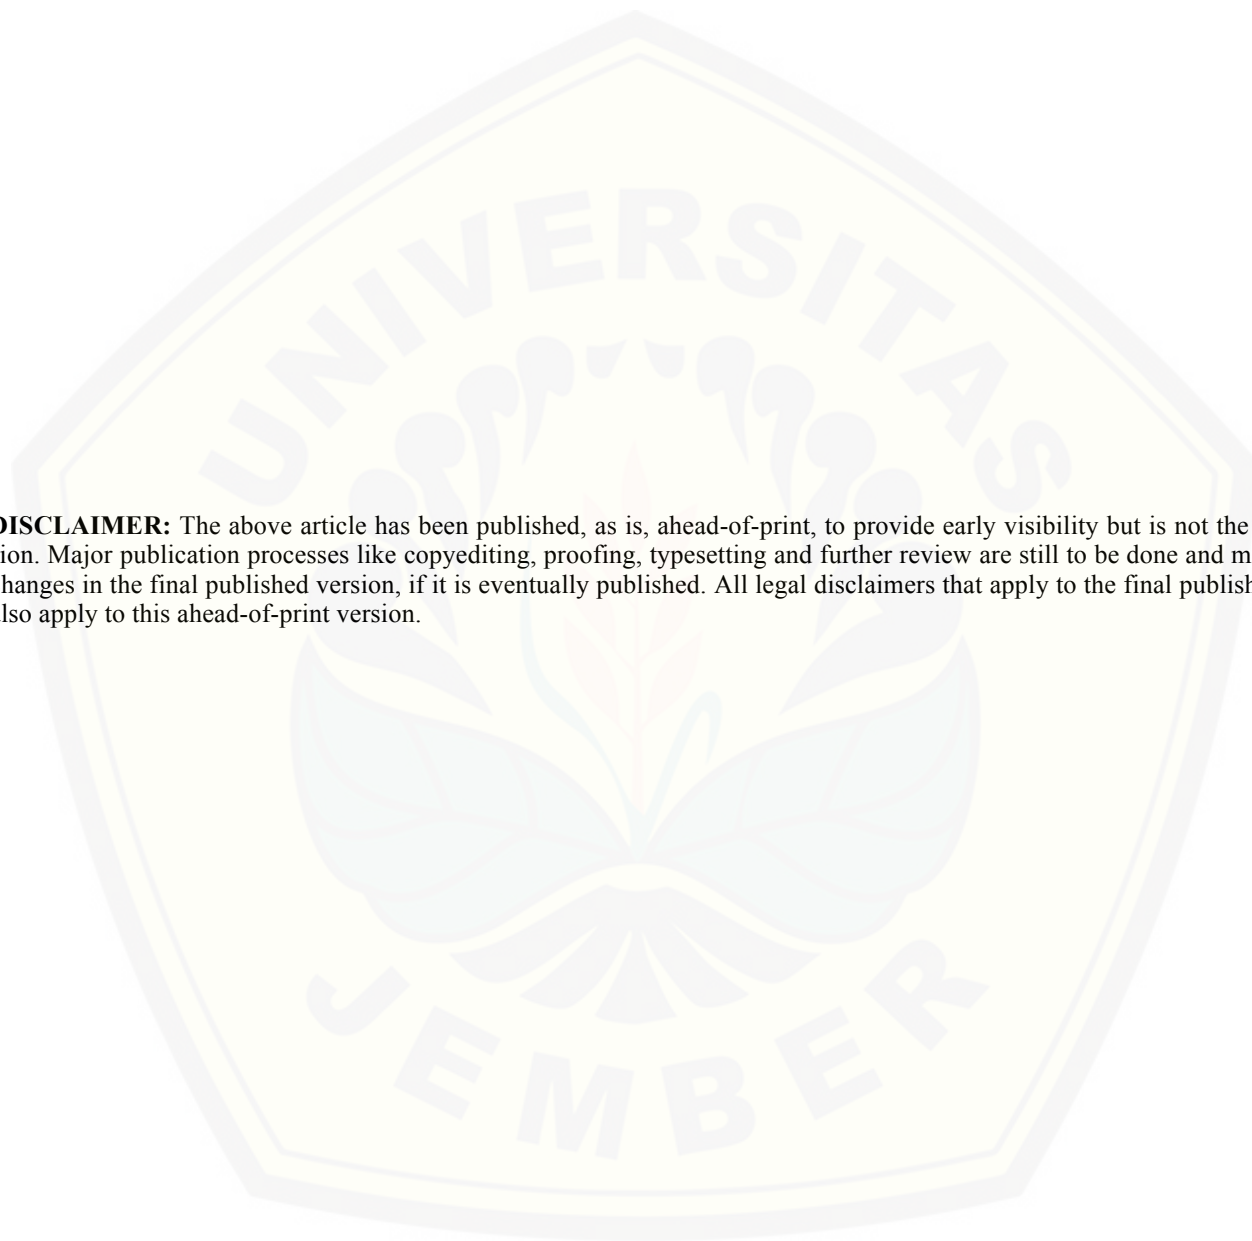 UNIVERSITAS
DISCLAIMER: The above article has been published, as is, ahead-of-print, to provide early visibility but is not the
ion. Major publication processes like copyediting, proofing, typesetting and further review are still to be done and m
hanges in the final published version, if it is eventually published. All legal disclaimers that apply to the final publish
lso apply to this ahead-of-print version.
JEMBER